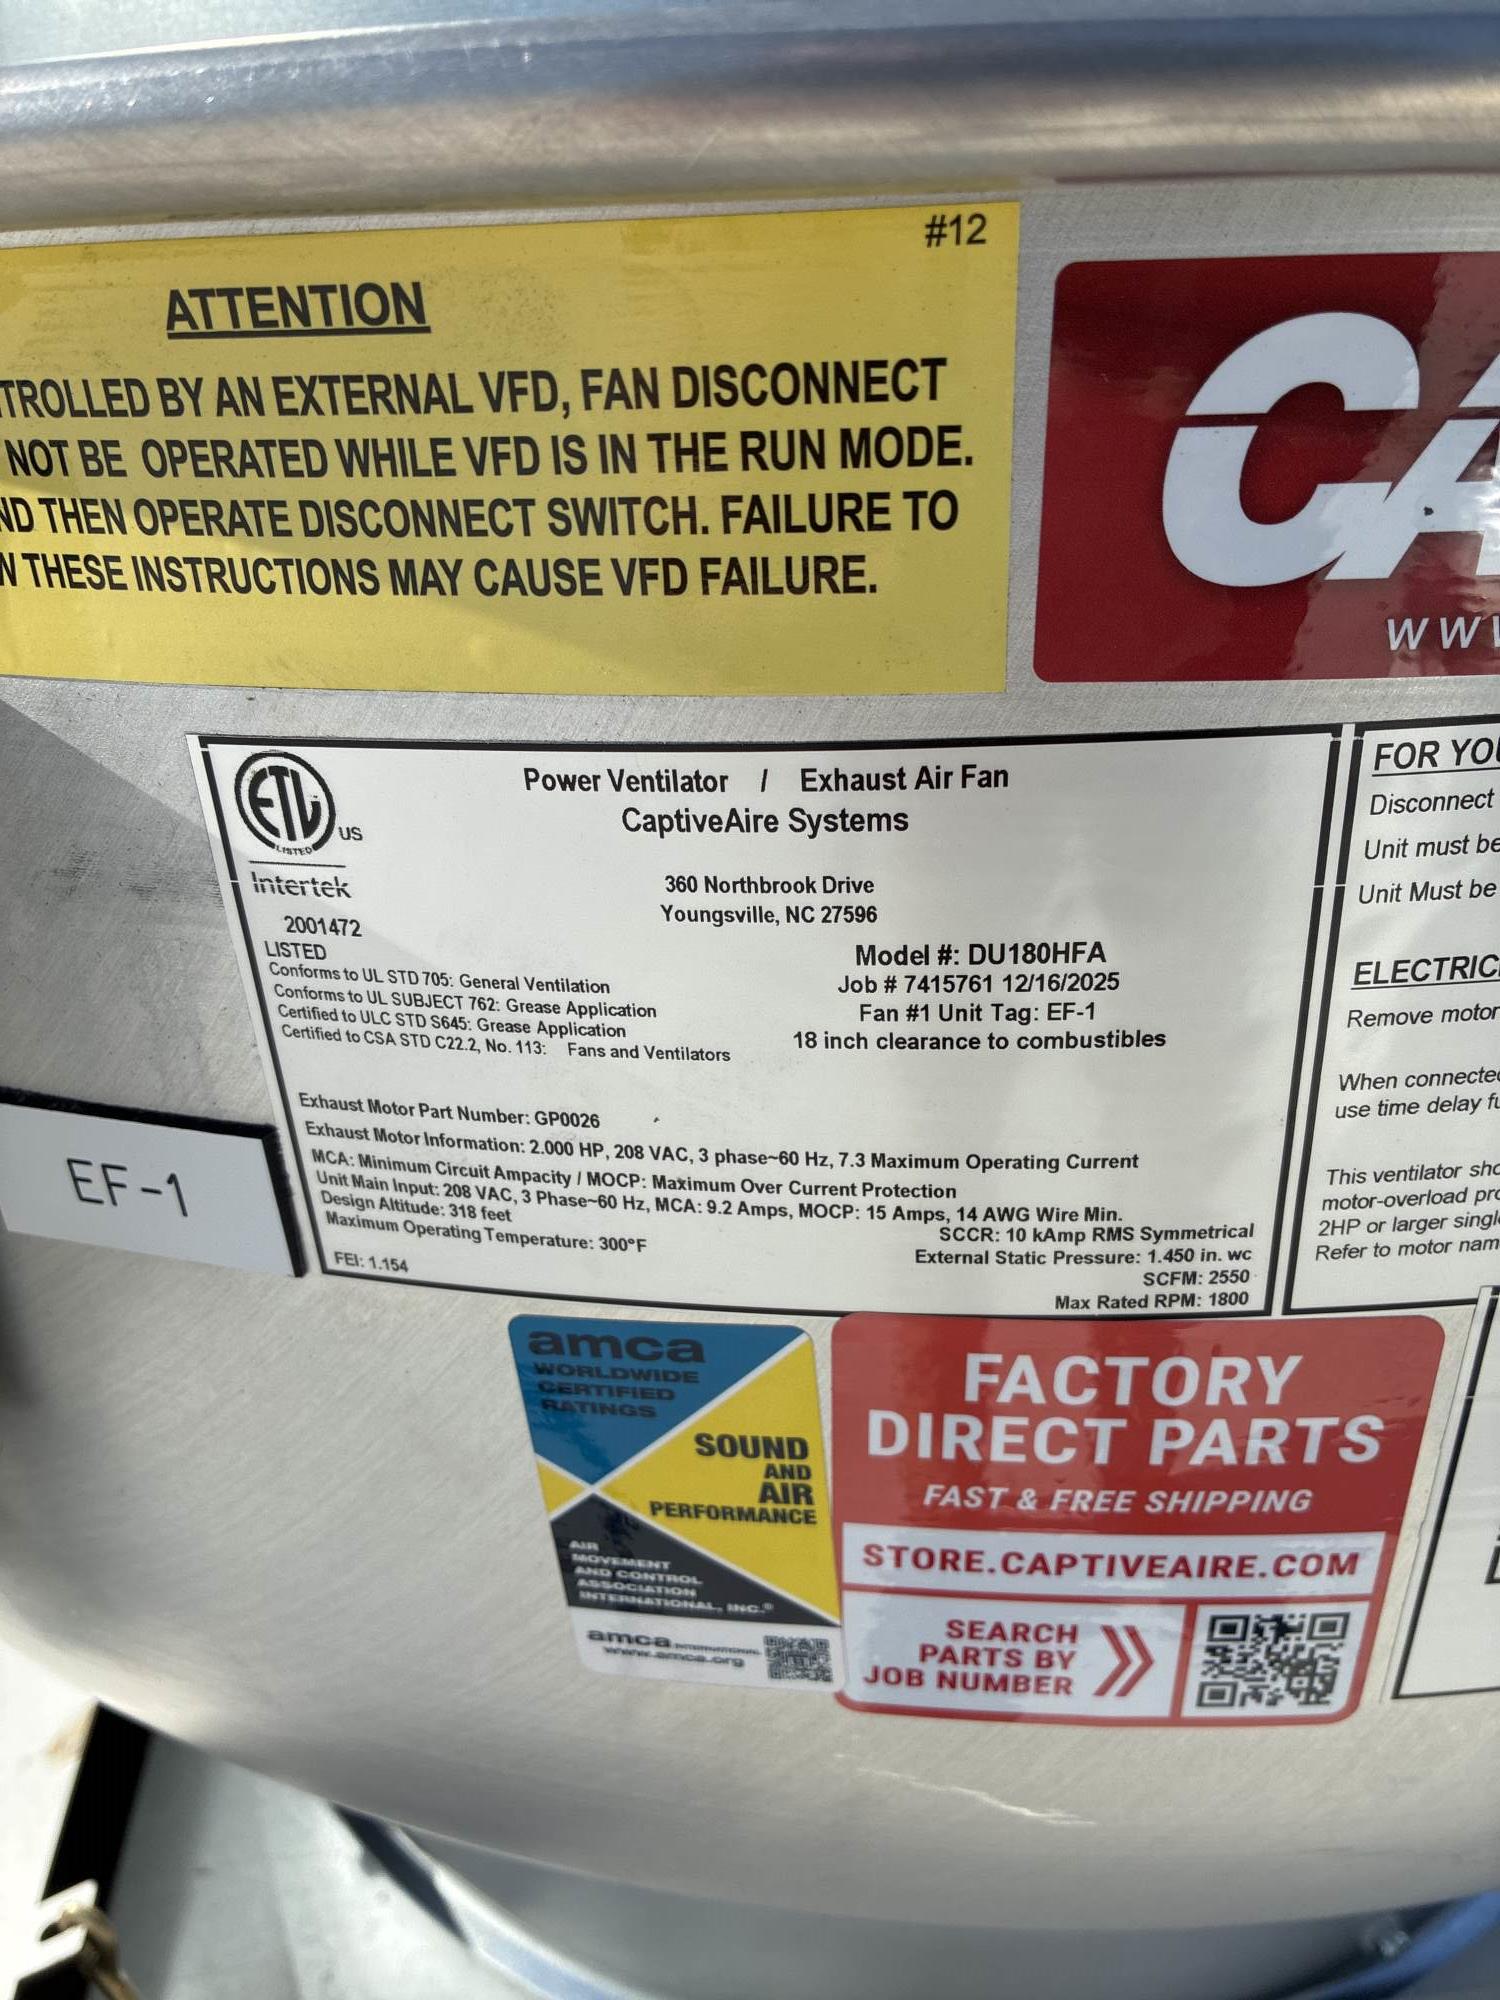 #12
ATTENTION
TROLLED BY AN EXTERNAL VFD, FAN DISCONNECT
NOT BE OPERATED WHILE VFD IS IN THE RUN MODE.
ND THEN OPERATE DISCONNECT SWITCH. FAILURE TO
W THESE INSTRUCTIONS MAY CAUSE VFD FAILURE.
CA
WWW
ETL
LISTED
US
Intertek
2001472
LISTED
Conforms to UL STD 705: General Ventilation
Conforms to UL SUBJECT 762: Grease Application
Certified to ULC STD S645: Grease Application
Certified to CSA STD C22.2, No. 113: Fans and Ventilators
Power Ventilator / Exhaust Air Fan
CaptiveAire Systems
360 Northbrook Drive
Youngsville, NC 27596
Model #: DU180HFA
Job # 7415761 12/16/2025
Fan #1 Unit Tag: EF-1
18 inch clearance to combustibles
Exhaust Motor Part Number: GP0026
Exhaust Motor Information: 2.000 HP, 208 VAC, 3 phase~60 Hz, 7.3 Maximum Operating Current
MCA: Minimum Circuit Ampacity / MOCP: Maximum Over Current Protection
Unit Main Input: 208 VAC, 3 Phase~60 Hz, MCA: 9.2 Amps, MOCP: 15 Amps, 14 AWG Wire Min.
Design Altitude: 318 feet
Maximum Operating Temperature: 300°F
FEI: 1.154
SCCR: 10 kAmp RMS Symmetrical
External Static Pressure: 1.450 in. wc
SCFM: 2550
Max Rated RPM: 1800
EF-1
FOR YOU
Disconnect
Unit must be
Unit Must be
ELECTRIC
Remove motor
When connected
use time delay fu
This ventilator sho
motor-overload pro
2HP or larger single
Refer to motor nam
amca
WORLDWIDE
CERTIFIED
RATINGS
SOUND
AND
AIR
PERFORMANCE
AIR
MOVEMENT
AND CONTROL
ASSOCIATION
INTERNATIONAL, INC.®
amca INTERNATIONAL
www.amca.org
FACTORY
DIRECT PARTS
FAST & FREE SHIPPING
STORE.CAPTIVEAIRE.COM
SEARCH
PARTS BY
JOB NUMBER